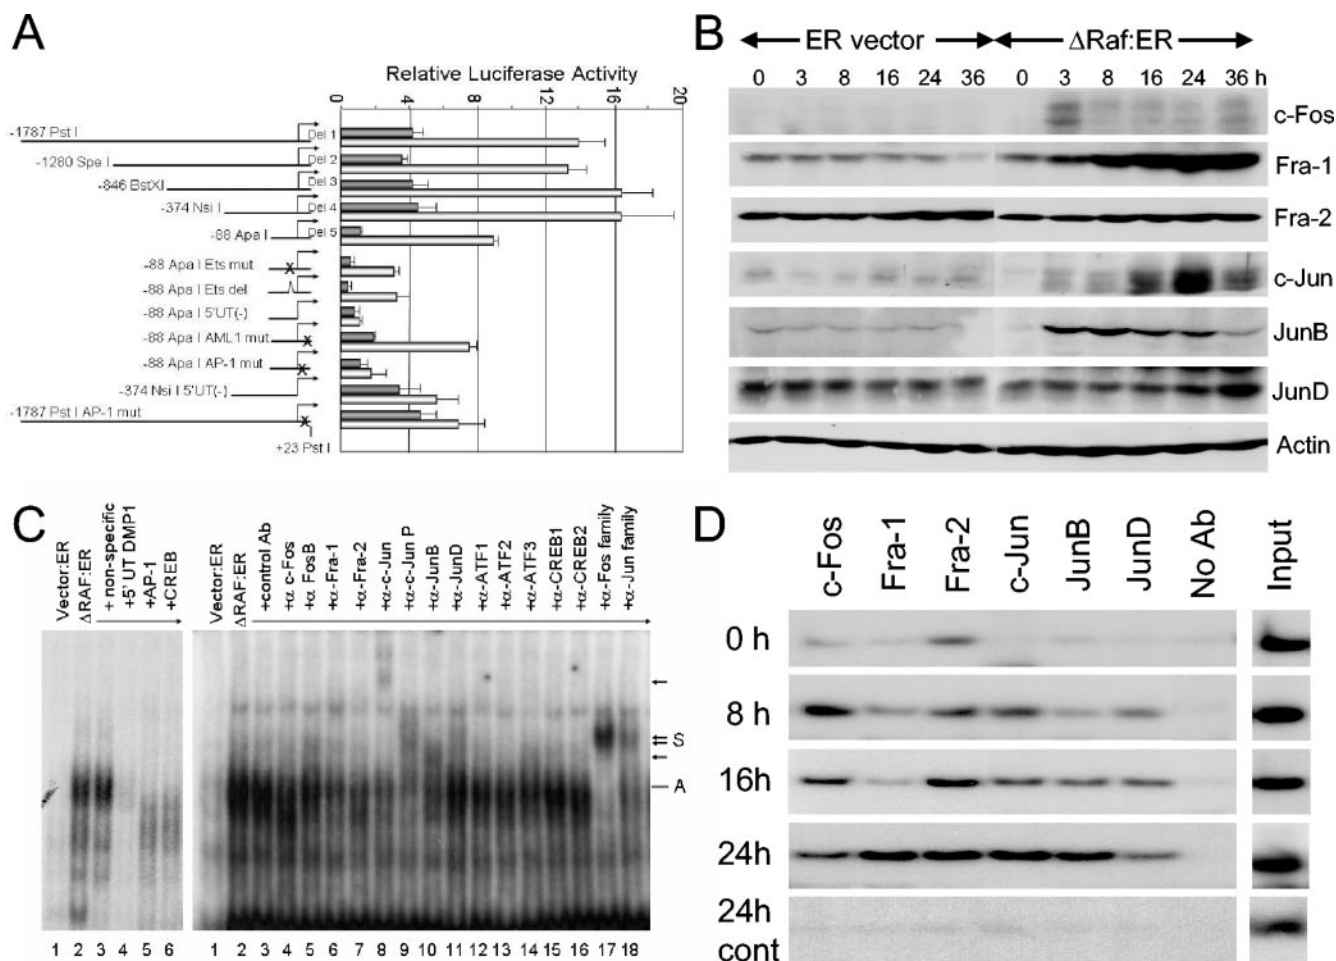 A
Relative Luciferase Activity
0 4 8 12 16 20
-1787 Pst I Del 1
-1280 Spe I Del 2
-846 BstXI Del 3
-374 Nsi I Del 4
-88 Apa I Del 5
-88 Apa I Ets mut
-88 Apa I Ets del
-88 Apa I 5'UT(-)
-88 Apa I AML1 mut
-88 Apa I AP-1 mut
-374 Nsi I 5'UT(-)
-1787 Pst I AP-1 mut
+23 Pst I
B
ER vector ΔRaf:ER
0 3 8 16 24 36 0 3 8 16 24 36 h
c-Fos
Fra-1
Fra-2
c-Jun
JunB
JunD
Actin
C
Vector:ER
ΔRAF:ER
+ non-specific
+5' UT DMP1
+AP-1
+CREB
Vector:ER
ΔRAF:ER
+control Ab
+α c-Fos
+α FosB
+α-Fra-1
+α-Fra-2
+α-c-Jun
+α-c-Jun P
+α-JunB
+α-JunD
+α-ATF1
+α-ATF2
+α-ATF3
+α-CREB1
+α-CREB2
+α-Fos family
+α-Jun family
S
A
1 2 3 4 5 6
1 2 3 4 5 6 7 8 9 10 11 12 13 14 15 16 17 18
D
c-Fos
Fra-1
Fra-2
c-Jun
JunB
JunD
No Ab
Input
0 h
8 h
16h
24h
24h
cont